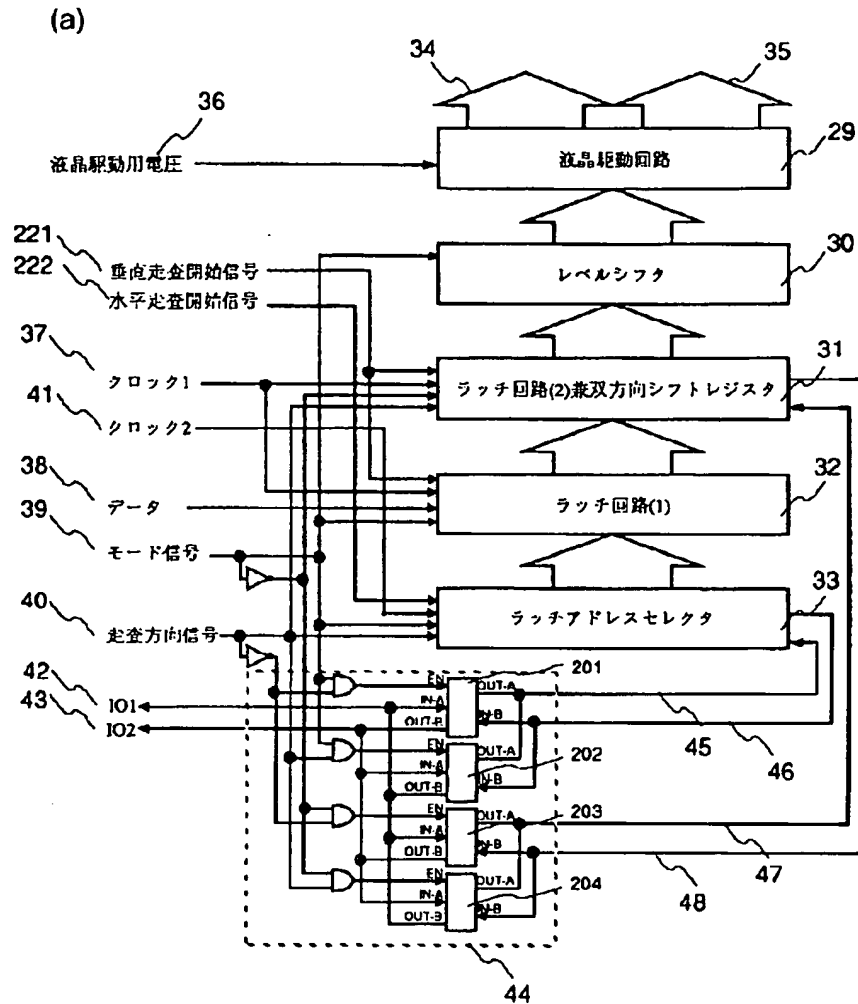 (a)
34
35
36
29
液晶駆動用電圧
液晶駆動回路
221
222
30
垂直走査開始信号
水平走査開始信号
レベルシフタ
37
31
クロック1
ラッチ回路(2)兼双方向シフトレジスタ
41
クロック2
38
32
データ
ラッチ回路(1)
39
モード信号
33
40
走査方向信号
ラッチアドレスセレクタ
42
IO1
43
IO2
201
EN
OUT-A
IN-A
OUT-B
IN-B
45
46
202
EN
OUT-A
IN-A
OUT-B
IN-B
203
EN
OUT-A
IN-A
OUT-B
IN-B
47
48
204
EN
OUT-A
IN-A
OUT-B
IN-B
44